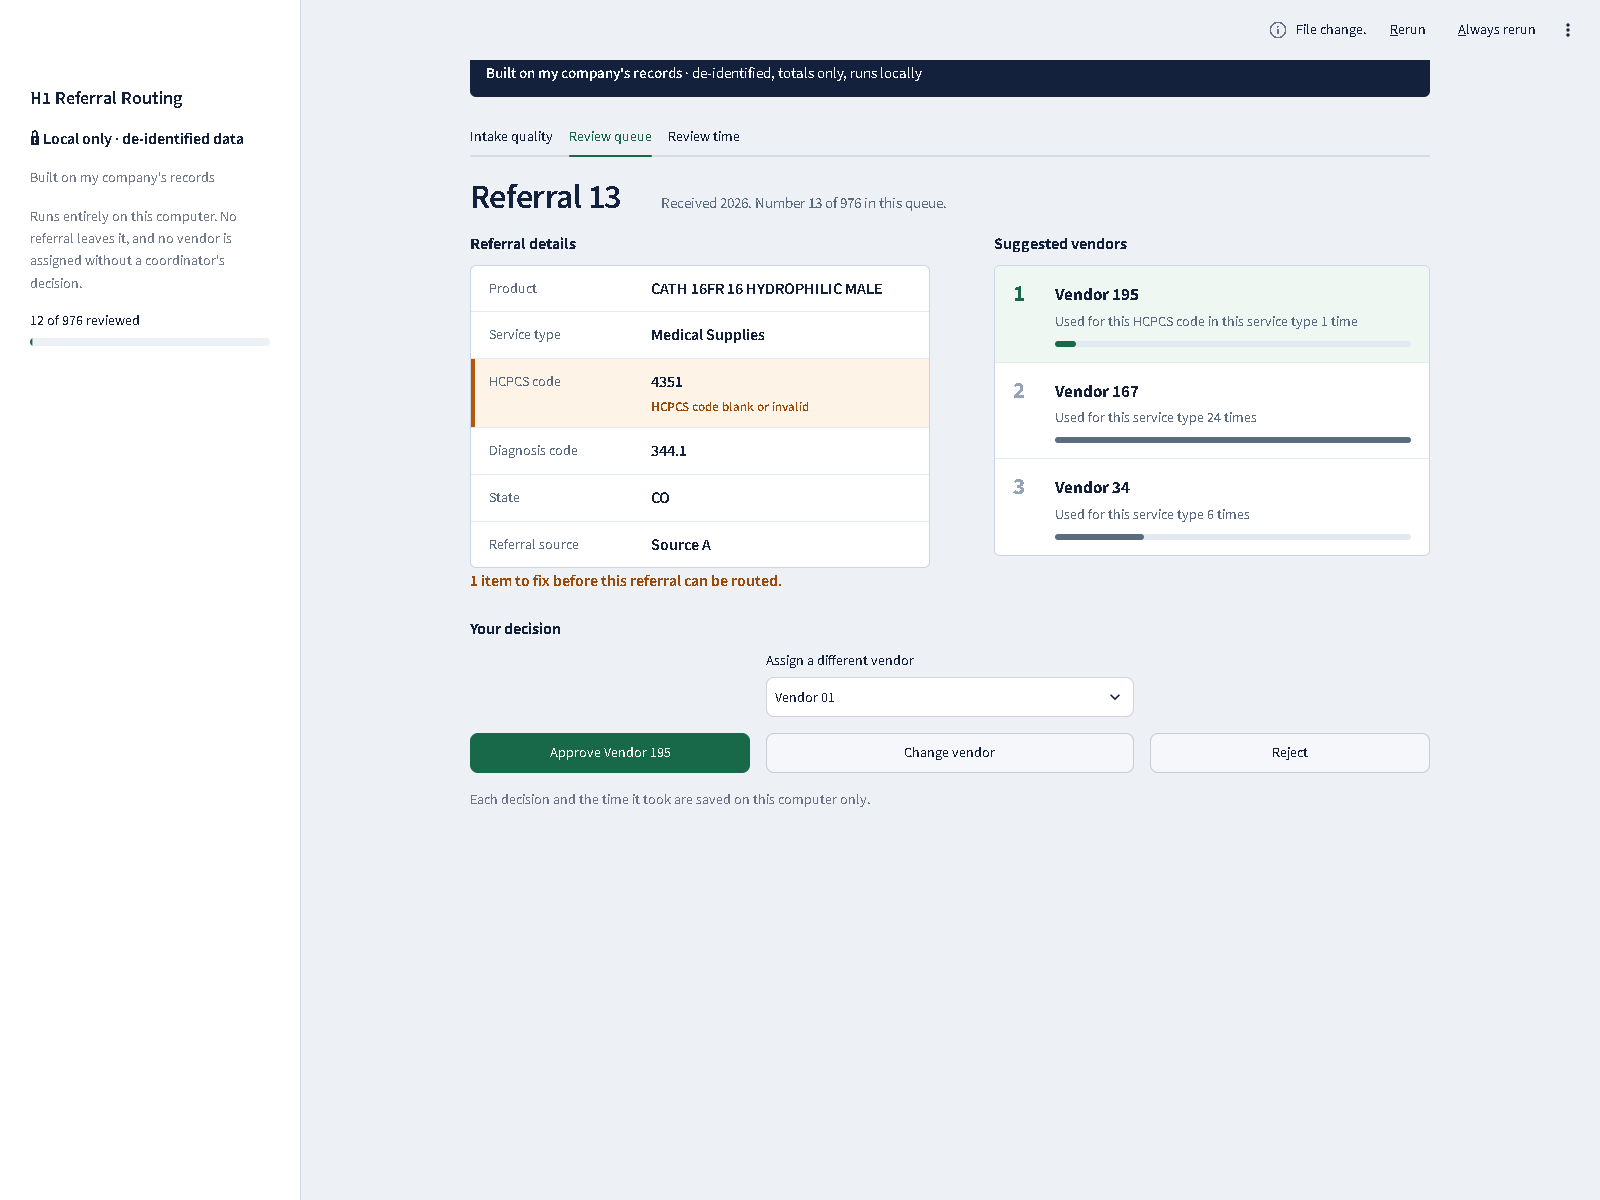 File change.
Rerun
Always rerun
H1 Referral Routing
Local only · de-identified data
Built on my company's records
Runs entirely on this computer. No
referral leaves it, and no vendor is
assigned without a coordinator's
decision.
12 of 976 reviewed
Built on my company's records · de-identified, totals only, runs locally
Intake quality
Review queue
Review time
Referral 13
Received 2026. Number 13 of 976 in this queue.
Referral details
Product
CATH 16FR 16 HYDROPHILIC MALE
Service type
Medical Supplies
HCPCS code
4351
HCPCS code blank or invalid
Diagnosis code
344.1
State
CO
Referral source
Source A
1 item to fix before this referral can be routed.
Suggested vendors
1
Vendor 195
Used for this HCPCS code in this service type 1 time
2
Vendor 167
Used for this service type 24 times
3
Vendor 34
Used for this service type 6 times
Your decision
Assign a different vendor
Vendor 01
Approve Vendor 195
Change vendor
Reject
Each decision and the time it took are saved on this computer only.